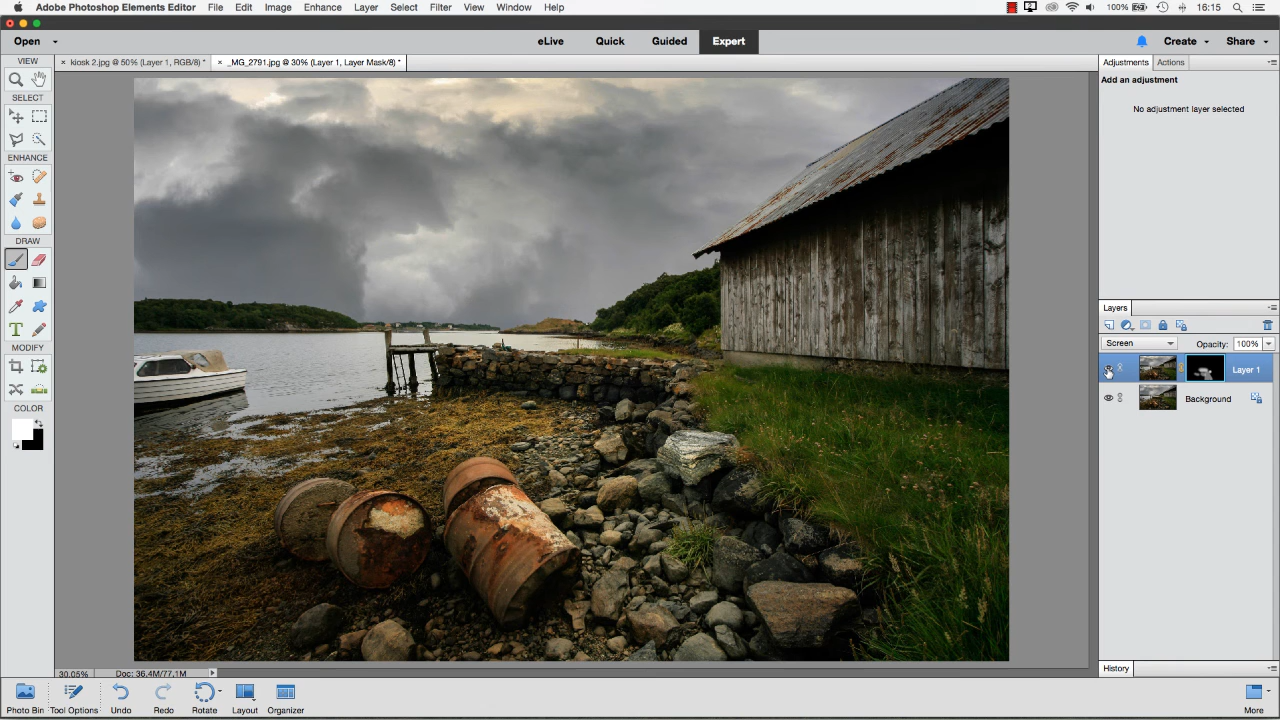 Adobe Photoshop Elements Editor File Edit Image Enhance Layer Select Filter View Window Help 100% 16:15
Open eLive Quick Guided Expert Create Share
VIEW
× kiosk 2.jpg @ 50% (Layer 1, RGB/8) * × _MG_2791.jpg @ 30% (Layer 1, Layer Mask/8) *
Adjustments Actions
Add an adjustment
No adjustment layer selected
SELECT
ENHANCE
DRAW
T
MODIFY
COLOR
Layers
Screen Opacity: 100%
Layer 1
Background
History
30.05% Doc: 36.4M/77.1M
Photo Bin Tool Options Undo Redo Rotate Layout Organizer More